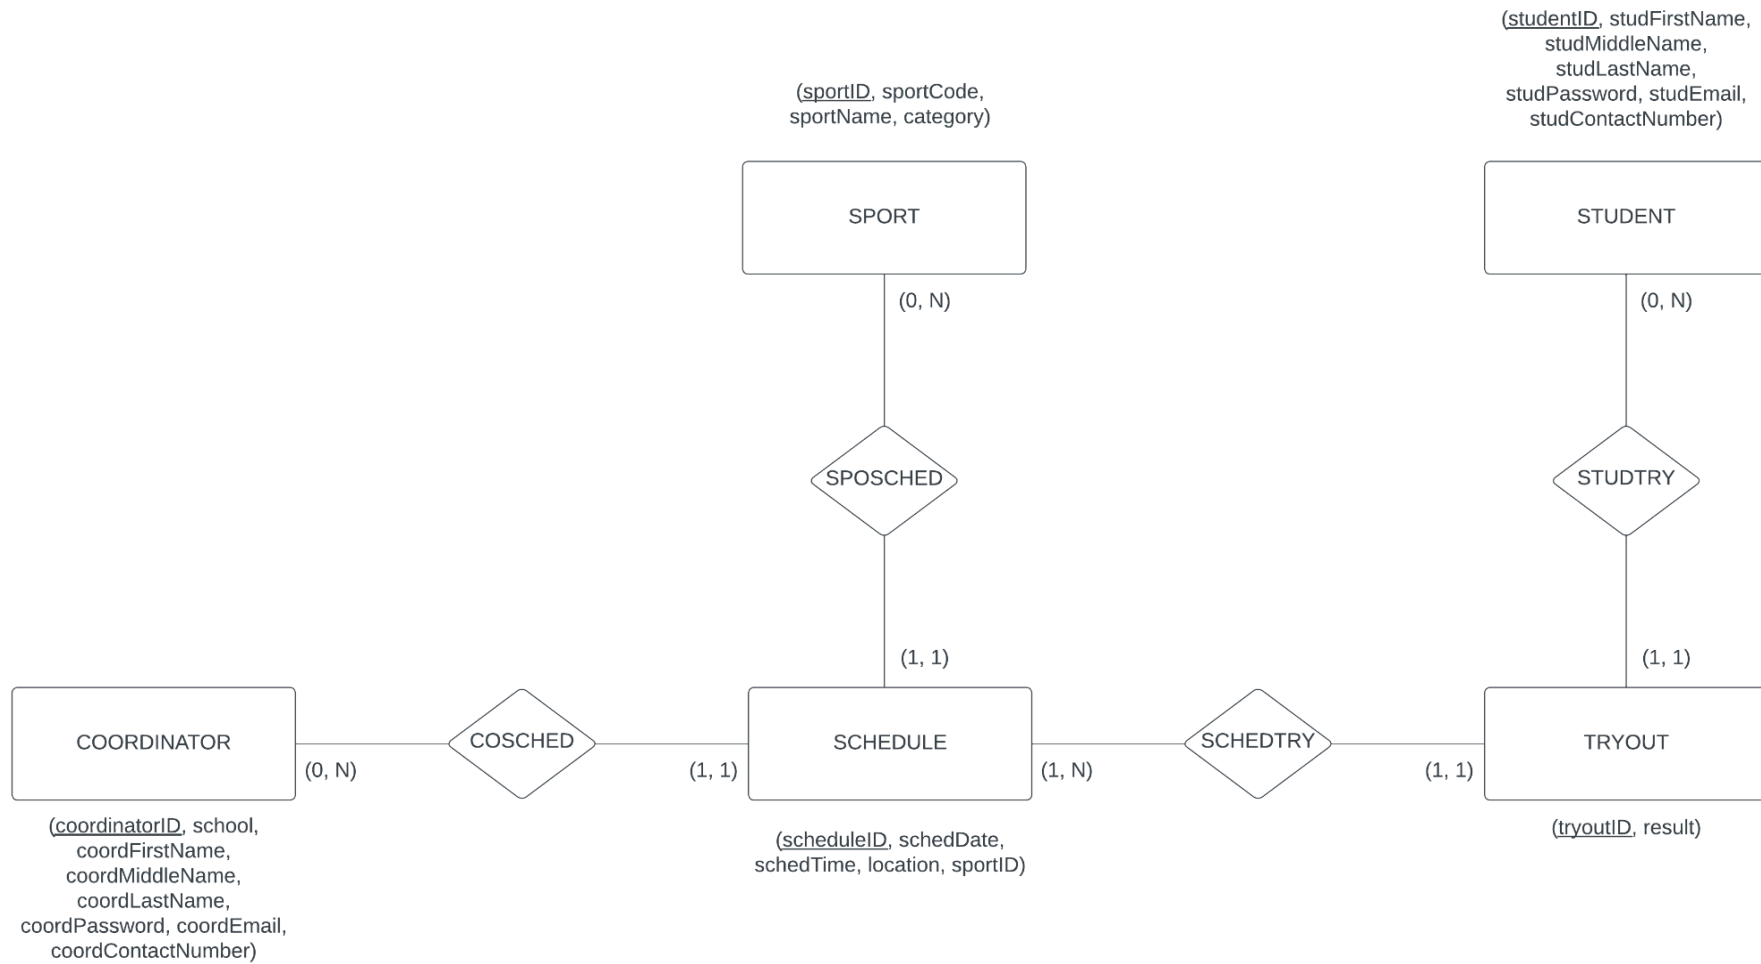 (studentID, studFirstName,
studMiddleName,
studLastName,
studPassword, studEmail,
studContactNumber)
(sportID, sportCode,
sportName, category)
SPORT
STUDENT
(0, N)
(0, N)
SPOSCHED
STUDTRY
(1, 1)
(1, 1)
COORDINATOR
COSCHED
SCHEDULE
SCHEDTRY
TRYOUT
(0, N)
(1, 1)
(1, N)
(1, 1)
(coordinatorID, school,
coordFirstName,
coordMiddleName,
coordLastName,
coordPassword, coordEmail,
coordContactNumber)
(scheduleID, schedDate,
schedTime, location, sportID)
(tryoutID, result)